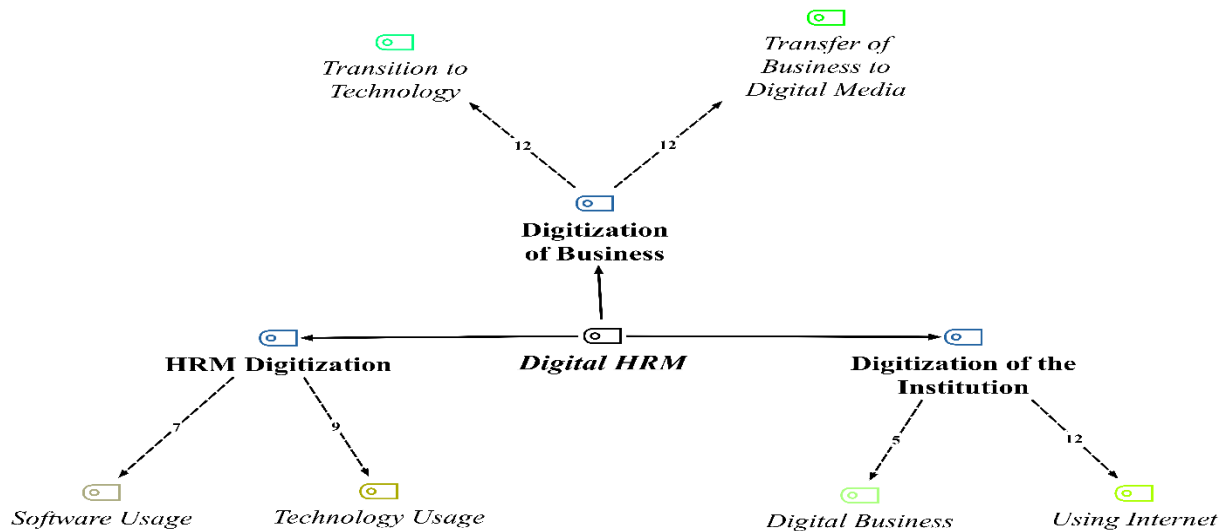 Transition to
Technology
Transfer of
Business to
Digital Media
12
12
Digitization
of Business
HRM Digitization
Digital HRM
Digitization of the
Institution
7
9
5
12
Software Usage
Technology Usage
Digital Business
Using Internet